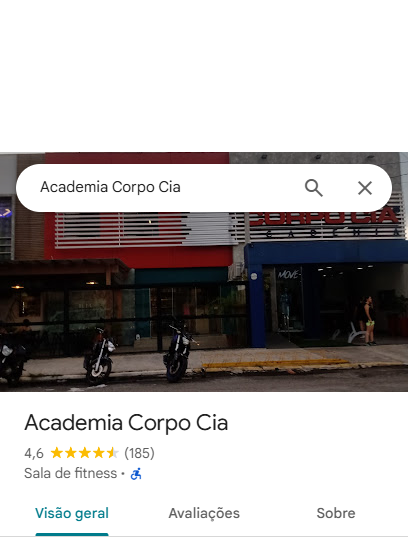 Academia Corpo Cia
CORPO CIA
ACADEMIA
MOVE
Academia Corpo Cia
4,6 (185)
Sala de fitness ·
Visão geral
Avaliações
Sobre